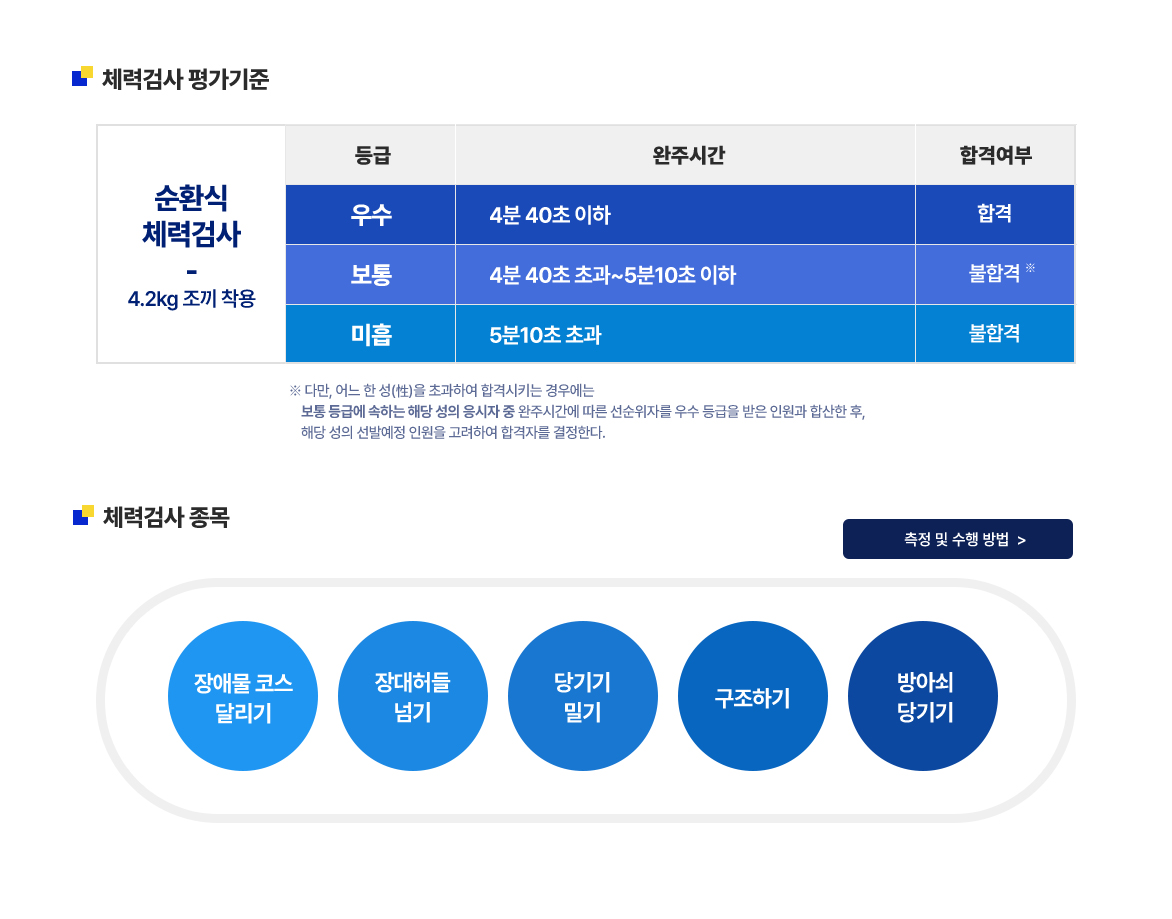 체력검사 평가기준
순환식
체력검사
-
4.2kg 조끼 착용
등급 완주시간 합격여부
우수 4분 40초 이하 합격
보통 4분 40초 초과~5분10초 이하 불합격 ※
미흡 5분10초 초과 불합격
※ 다만, 어느 한 성(性)을 초과하여 합격시키는 경우에는
보통 등급에 속하는 해당 성의 응시자 중 완주시간에 따른 선순위자를 우수 등급을 받은 인원과 합산한 후,
해당 성의 선발예정 인원을 고려하여 합격자를 결정한다.
체력검사 종목
측정 및 수행 방법 >
장애물 코스
달리기
장대허들
넘기
당기기
밀기
구조하기
방아쇠
당기기